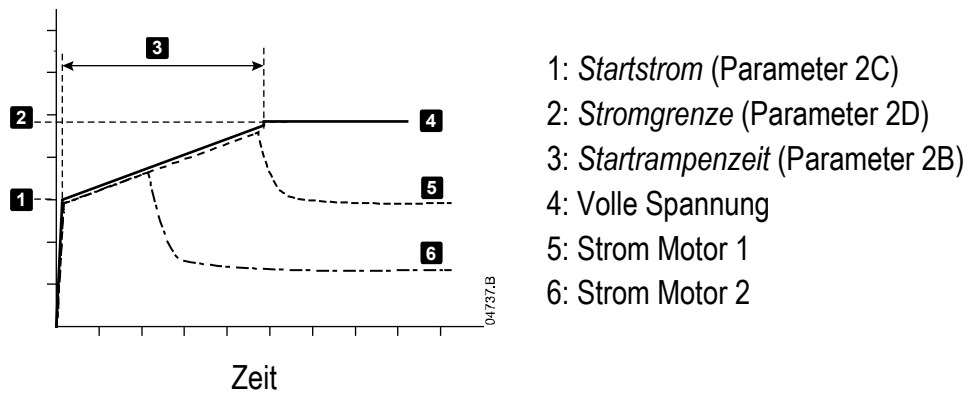 3
2
4
1
5
6
04737.B
Zeit
1: Startstrom (Parameter 2C)
2: Stromgrenze (Parameter 2D)
3: Startrampenzeit (Parameter 2B)
4: Volle Spannung
5: Strom Motor 1
6: Strom Motor 2